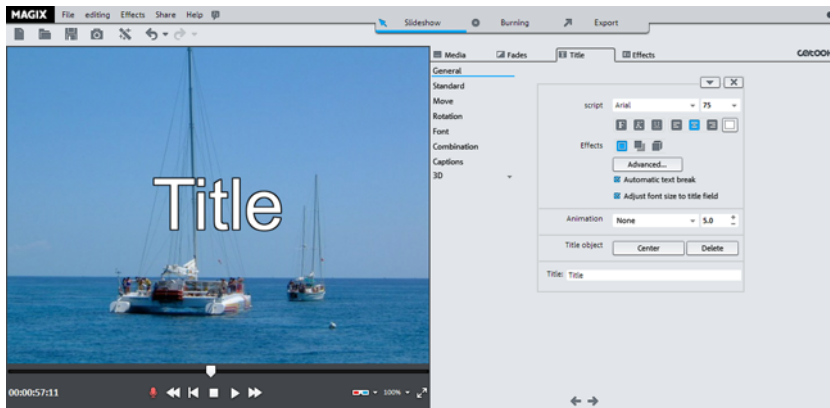 MAGIX File editing Effects Share Help
Slideshow Burning Export
Media Fades Title Effects
General
Standard
Move
Rotation
Font
Combination
Captions
3D
script Arial 75
Effects
Advanced...
Automatic text break
Adjust font size to title field
Animation None 5.0
Title object Center Delete
Title: Title
Title
00:00:57:11
100%